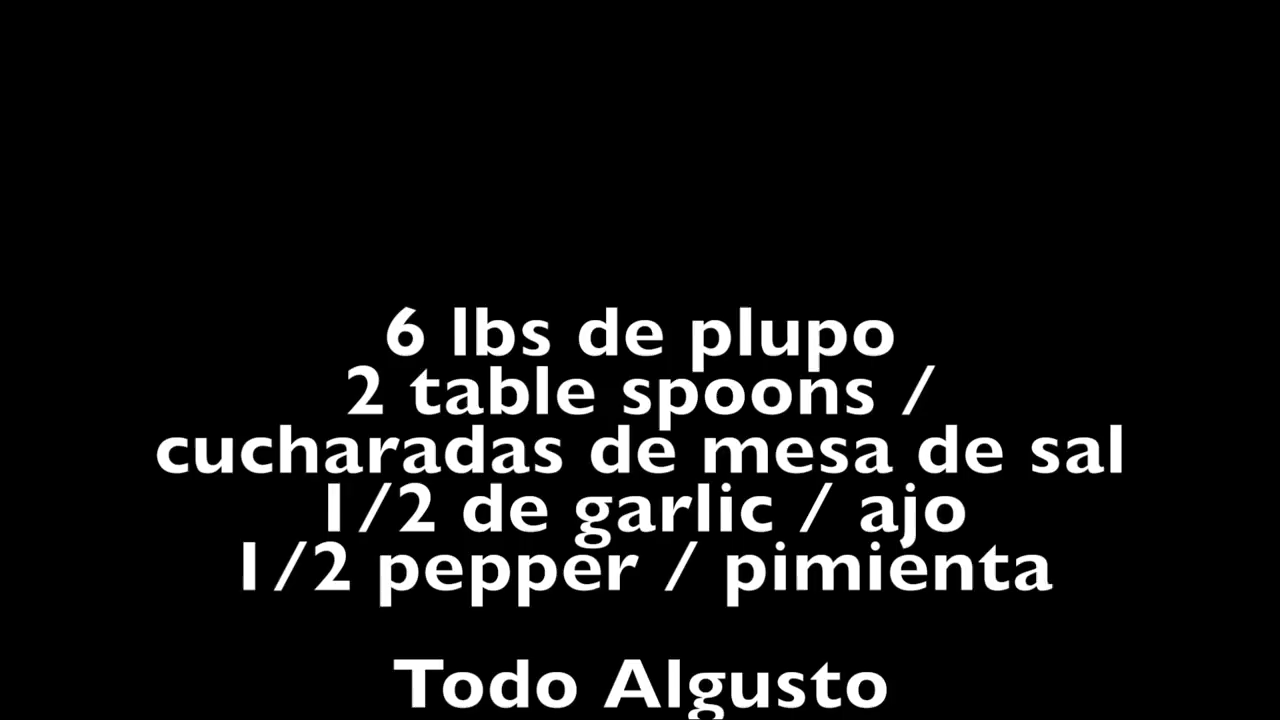 6 lbs de plupo
2 table spoons /
cucharadas de mesa de sal
1/2 de garlic / ajo
1/2 pepper / pimienta
Todo Algusto